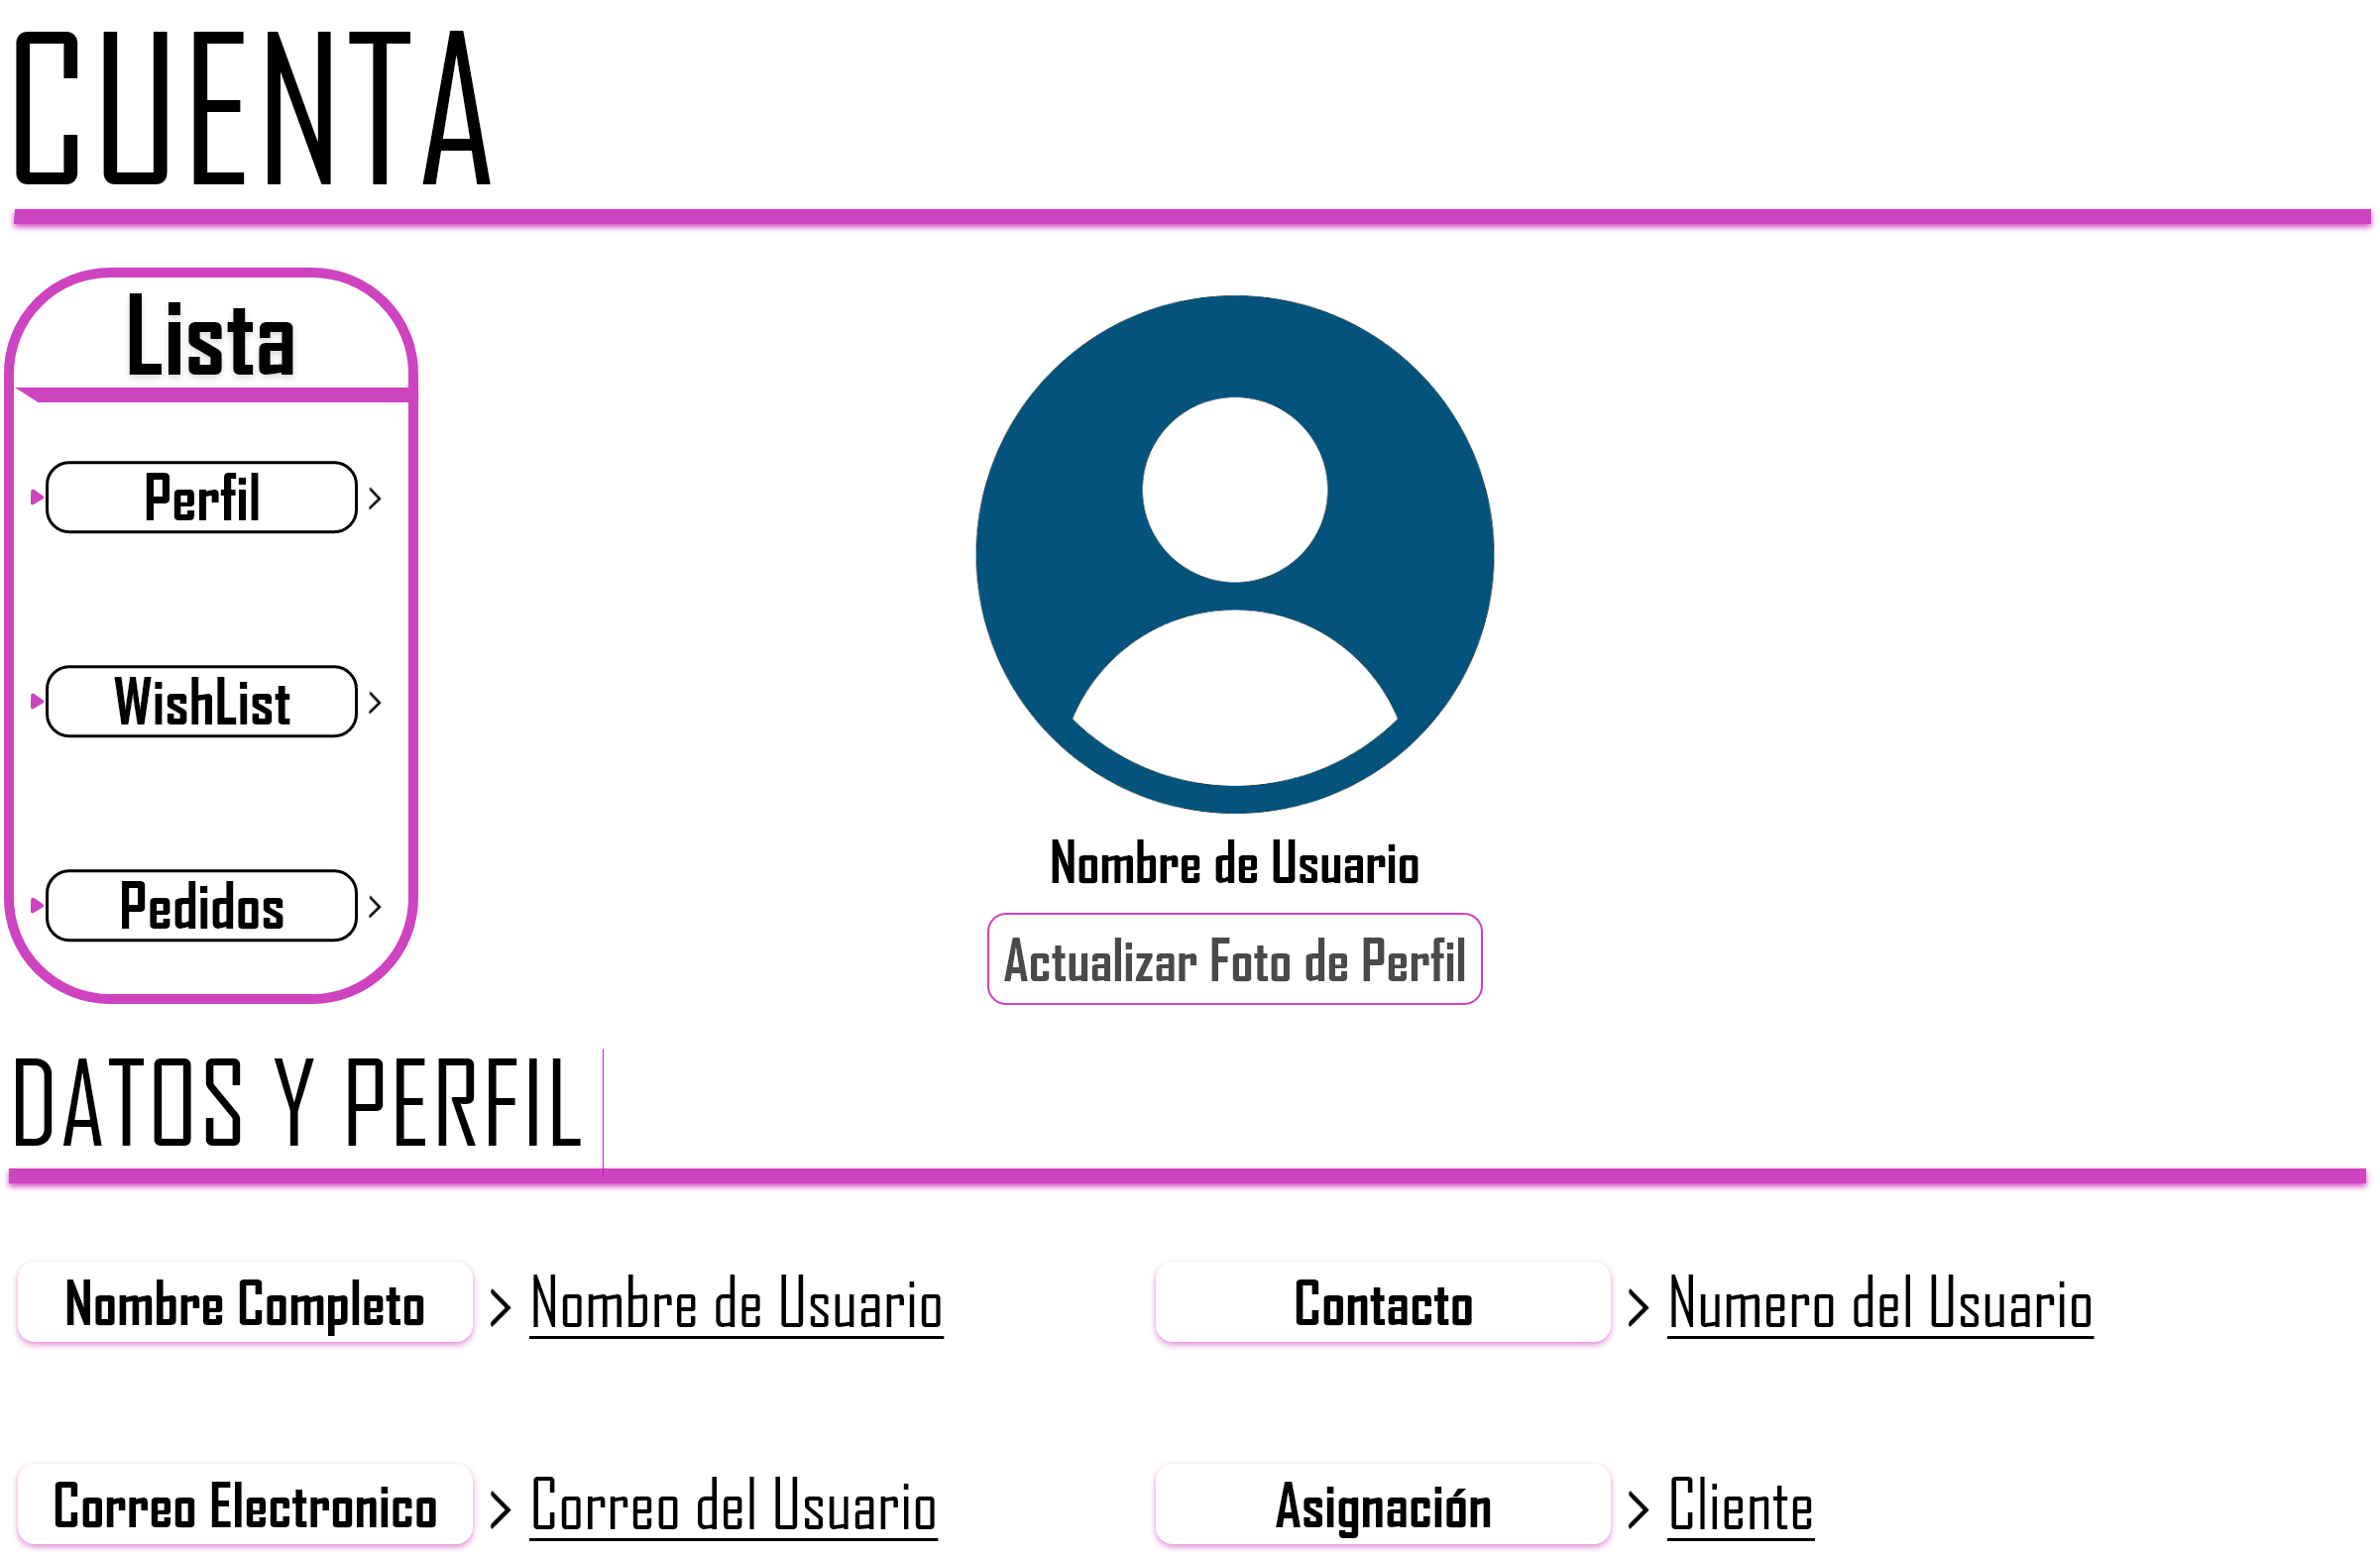 CUENTA
Lista
Perfil
WishList
Pedidos
Nombre de Usuario
Actualizar Foto de Perfil
DATOS Y PERFIL
Nombre Completo > Nombre de Usuario
Contacto > Numero del Usuario
Correo Electronico > Correo del Usuario
Asignación > Cliente